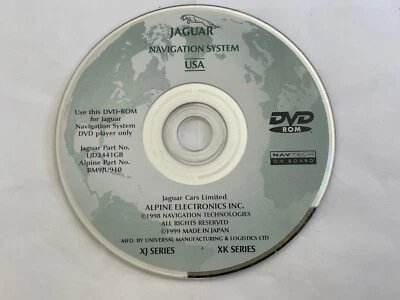 JAGUAR
NAVIGATION SYSTEM
USA
Use this DVD-ROM
for Jaguar
Navigation System
DVD player only
Jaguar Part No.
LJD2441GB
Alpine Part No.
BM9JU910
DVD
ROM
NAVTECH
ON BOARD
Jaguar Cars Limited
ALPINE ELECTRONICS INC.
©1998 NAVIGATION TECHNOLOGIES
ALL RIGHTS RESERVED
©1999 MADE IN JAPAN
MFD. BY UNIVERSAL MANUFACTURING & LOGISTICS LTD
XJ SERIES XK SERIES